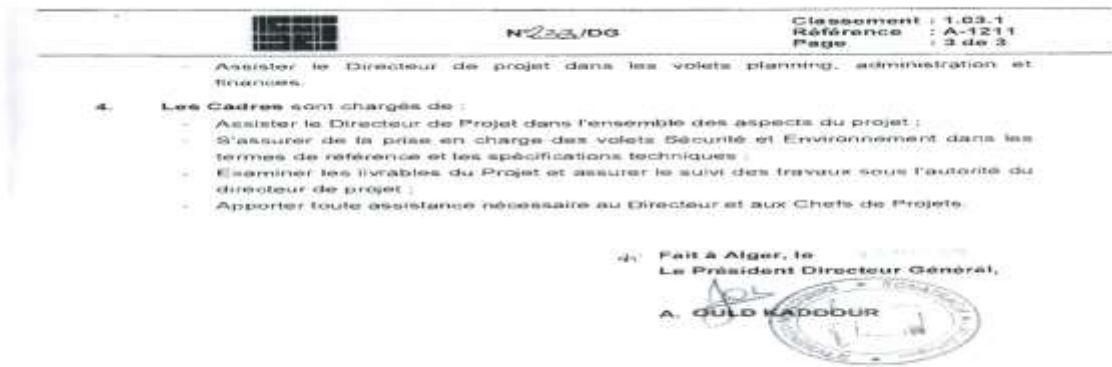 N°233/DG
Classement : 1.03.1
Référence : A-1211
Page : 3 de 3
- Assister le Directeur de projet dans les volets planning, administration et
finances.
4. Les Cadres sont chargés de :
- Assister le Directeur de Projet dans l'ensemble des aspects du projet ;
- S'assurer de la prise en charge des volets Sécurité et Environnement dans les
termes de référence et les spécifications techniques ;
- Examiner les livrables du Projet et assurer le suivi des travaux sous l'autorité du
directeur de projet ;
- Apporter toute assistance nécessaire au Directeur et aux Chefs de Projets.
Fait à Alger, le
Le Président Directeur Général,
A. OULD KADDOUR